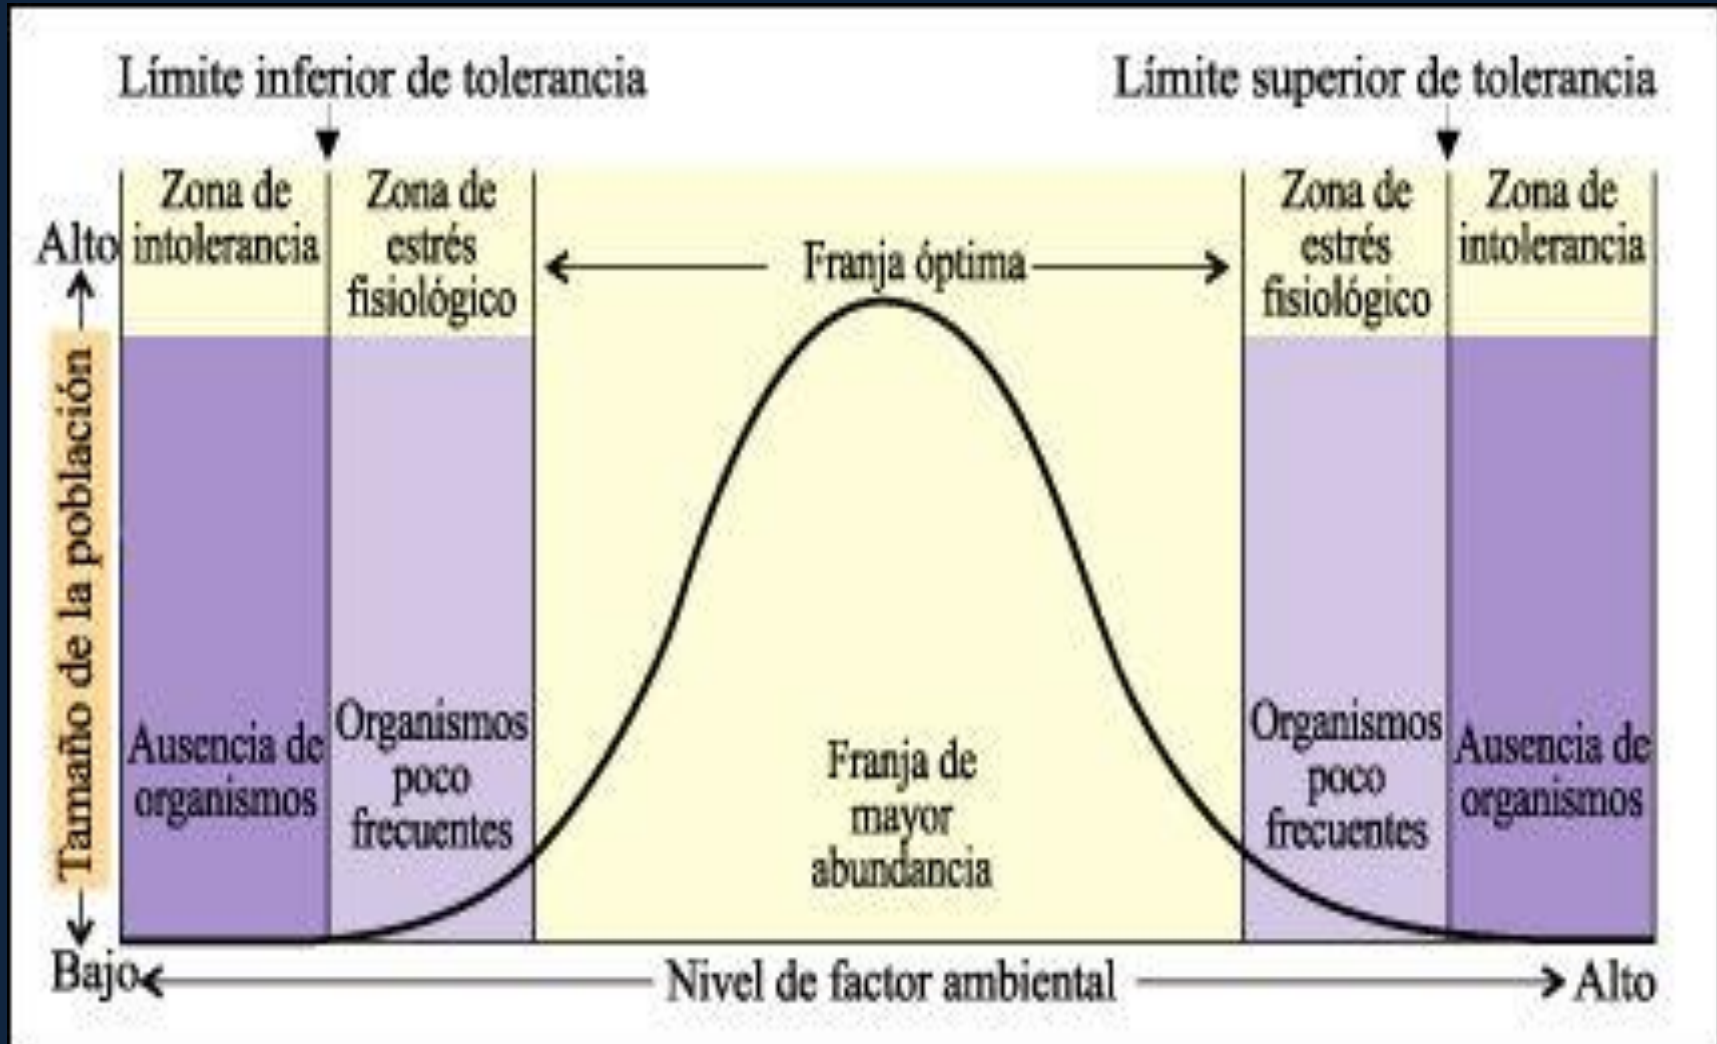 Límite inferior de tolerancia
Límite superior de tolerancia
Zona de
intolerancia
Zona de
estrés
fisiológico
Franja óptima
Zona de
estrés
fisiológico
Zona de
intolerancia
Alto
Tamaño de la población
Bajo
Ausencia de
organismos
Organismos
poco
frecuentes
Franja de
mayor
abundancia
Organismos
poco
frecuentes
Ausencia de
organismos
Nivel de factor ambiental
Alto